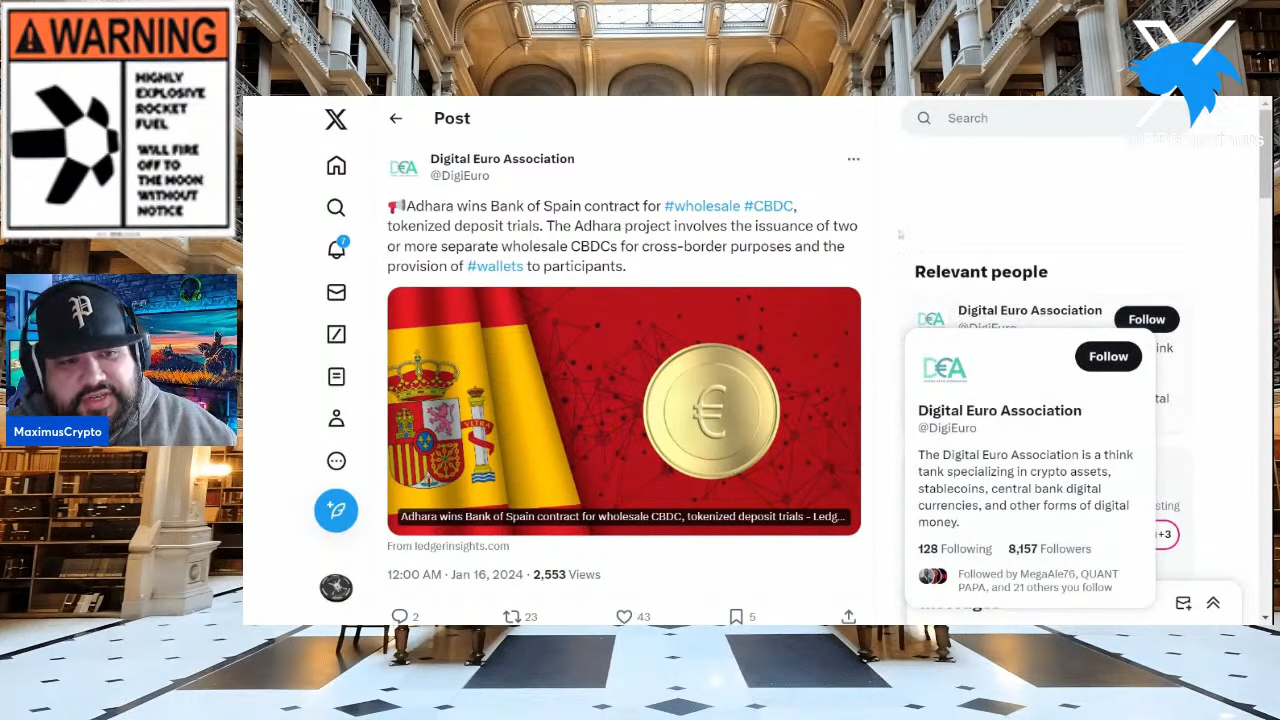 WARNING
HIGHLY
EXPLOSIVE
ROCKET
FUEL
WILL FIRE
OFF TO
THE MOON
WITHOUT
NOTICE
MaximusCrypto
Post
Digital Euro Association
@DigiEuro
Adhara wins Bank of Spain contract for #wholesale #CBDC,
tokenized deposit trials. The Adhara project involves the issuance of two
or more separate wholesale CBDCs for cross-border purposes and the
provision of #wallets to participants.
Adhara wins Bank of Spain contract for wholesale CBDC, tokenized deposit trials - Ledg...
From ledgerinsights.com
12:00 AM · Jan 16, 2024 · 2,553 Views
2
23
43
5
7
Search
Relevant people
DEA
Digital Euro Association
@DigiEuro
Follow
DEA
Follow
Digital Euro Association
@DigiEuro
The Digital Euro Association is a think
tank specializing in crypto assets,
stablecoins, central bank digital
currencies, and other forms of digital
money.
128 Following 8,157 Followers
Followed by MegaAle76, QUANT
PAPA, and 21 others you follow
+3